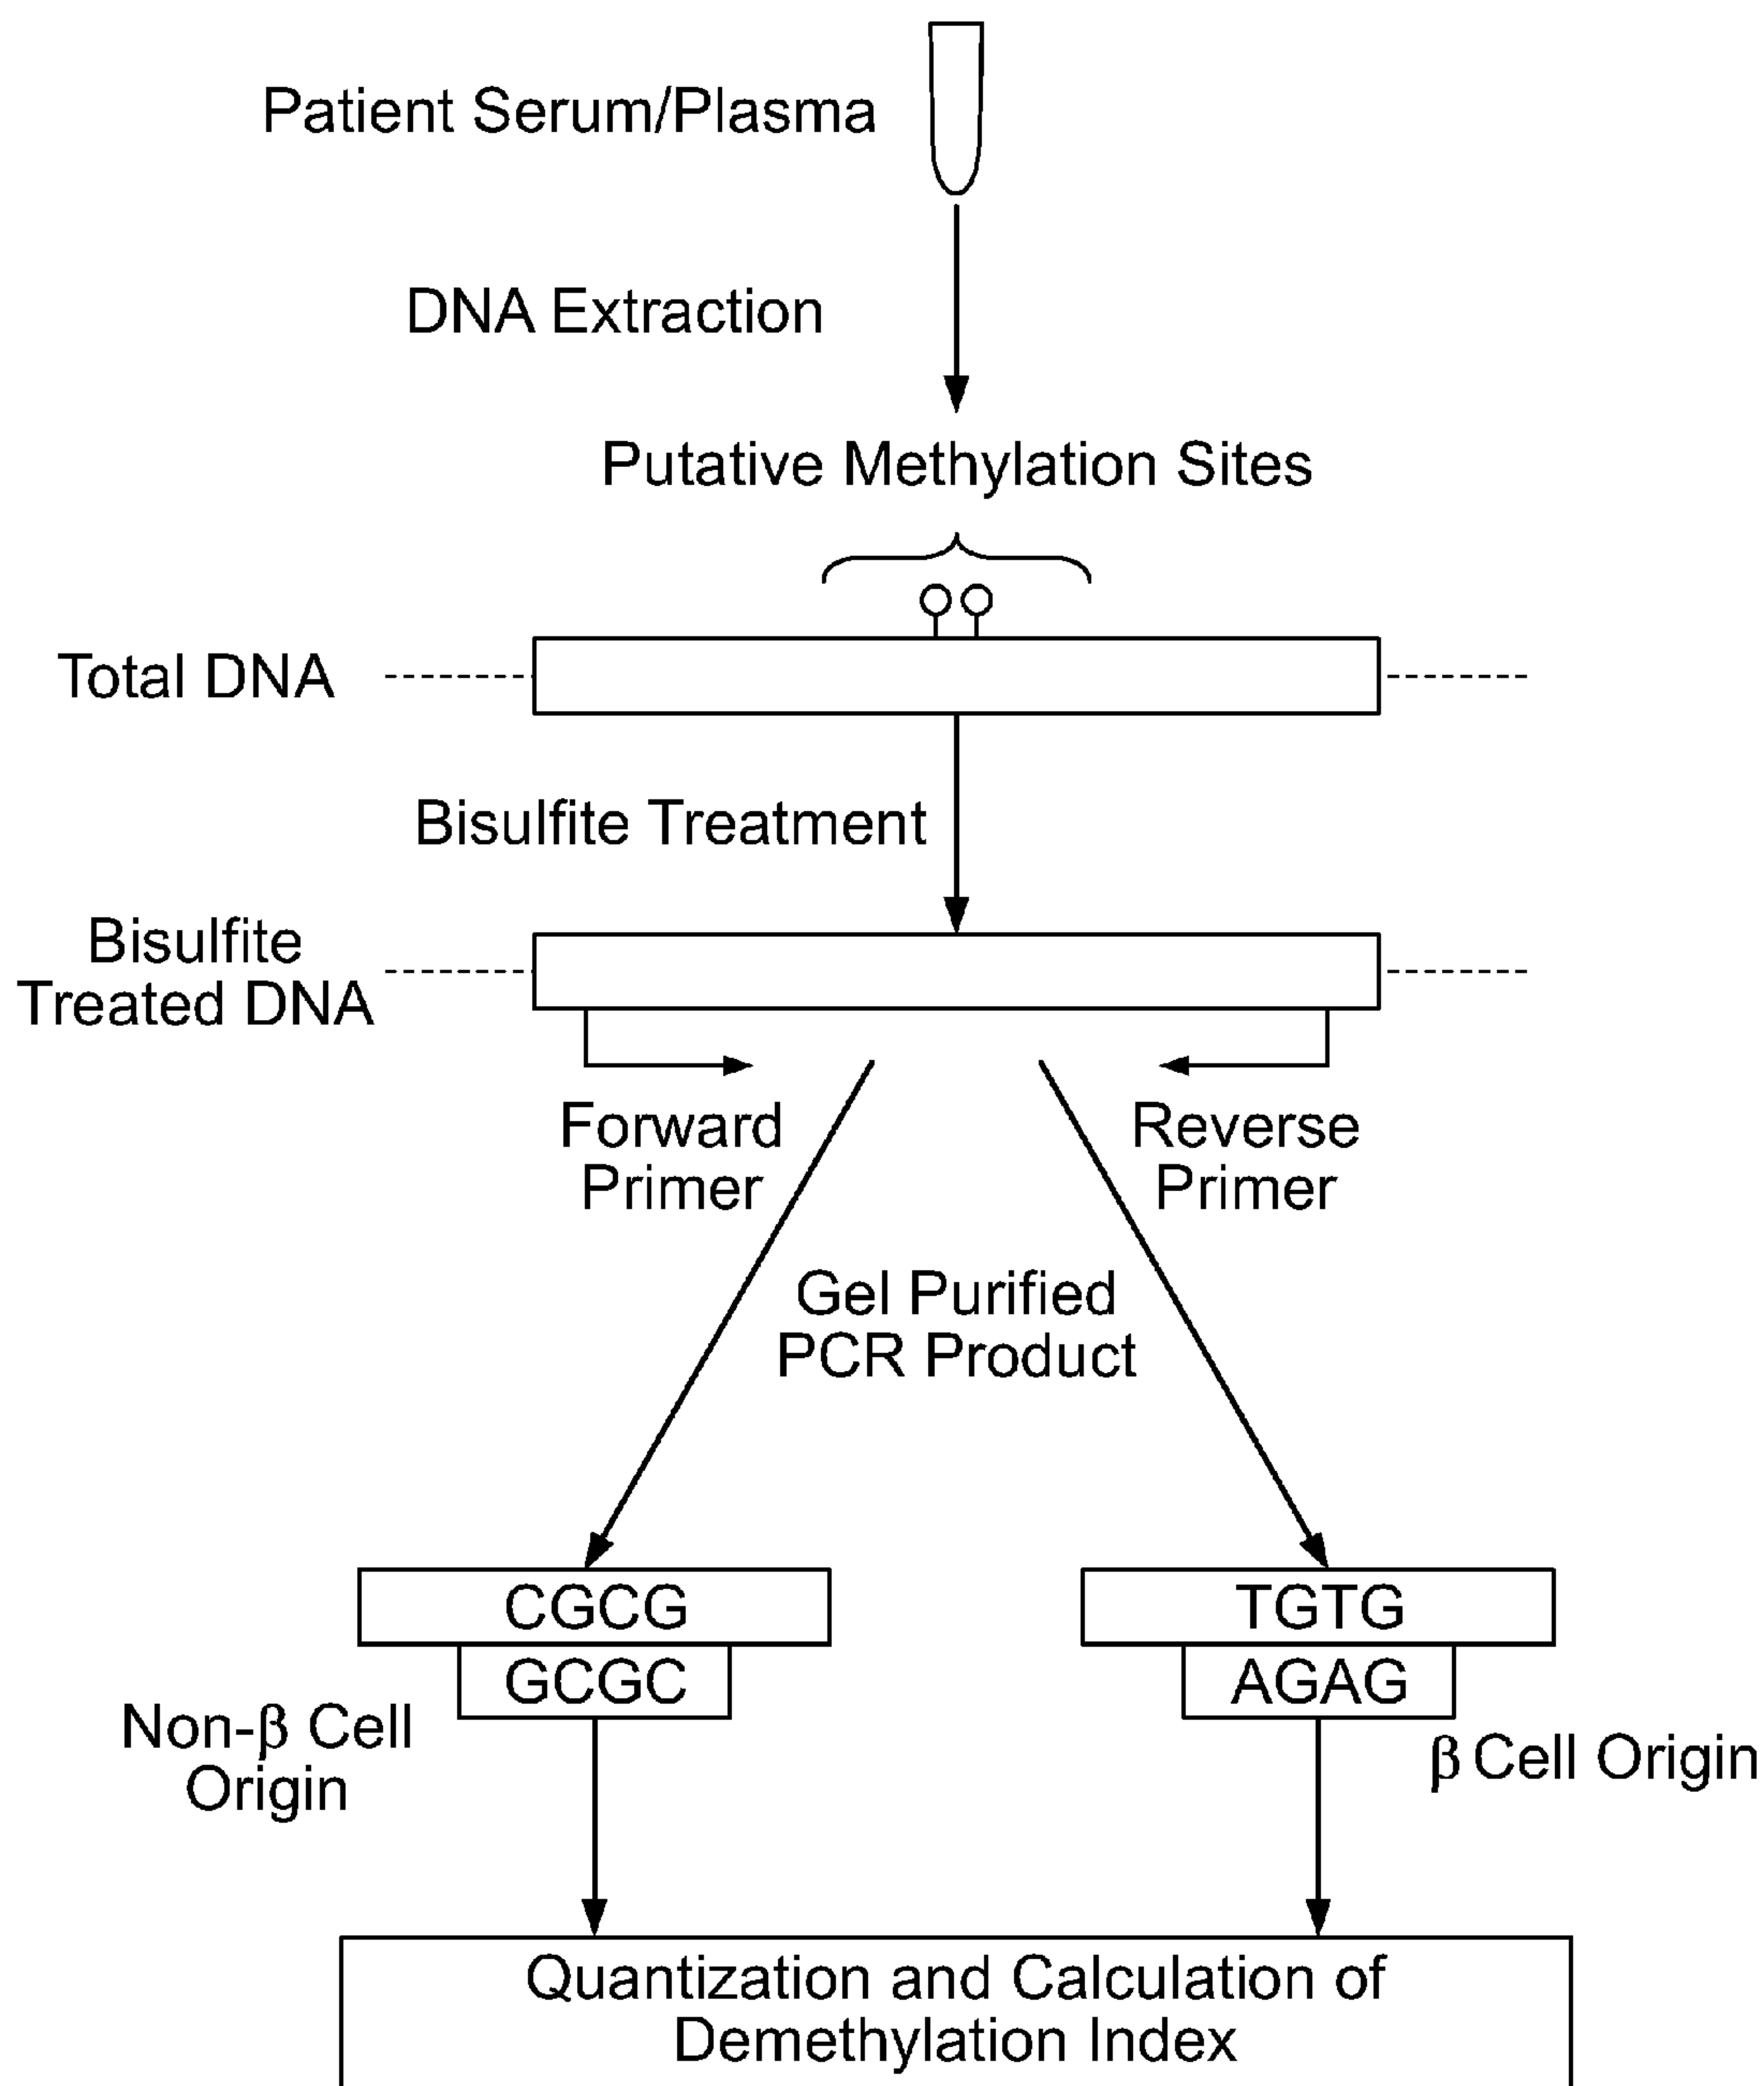 Patient Serum/Plasma
DNA Extraction
Putative Methylation Sites
Total DNA
Bisulfite Treatment
Bisulfite
Treated DNA
Forward
Primer
Reverse
Primer
Gel Purified
PCR Product
CGCG
GCGC
Non-β Cell
Origin
TGTG
AGAG
β Cell Origin
Quantization and Calculation of
Demethylation Index